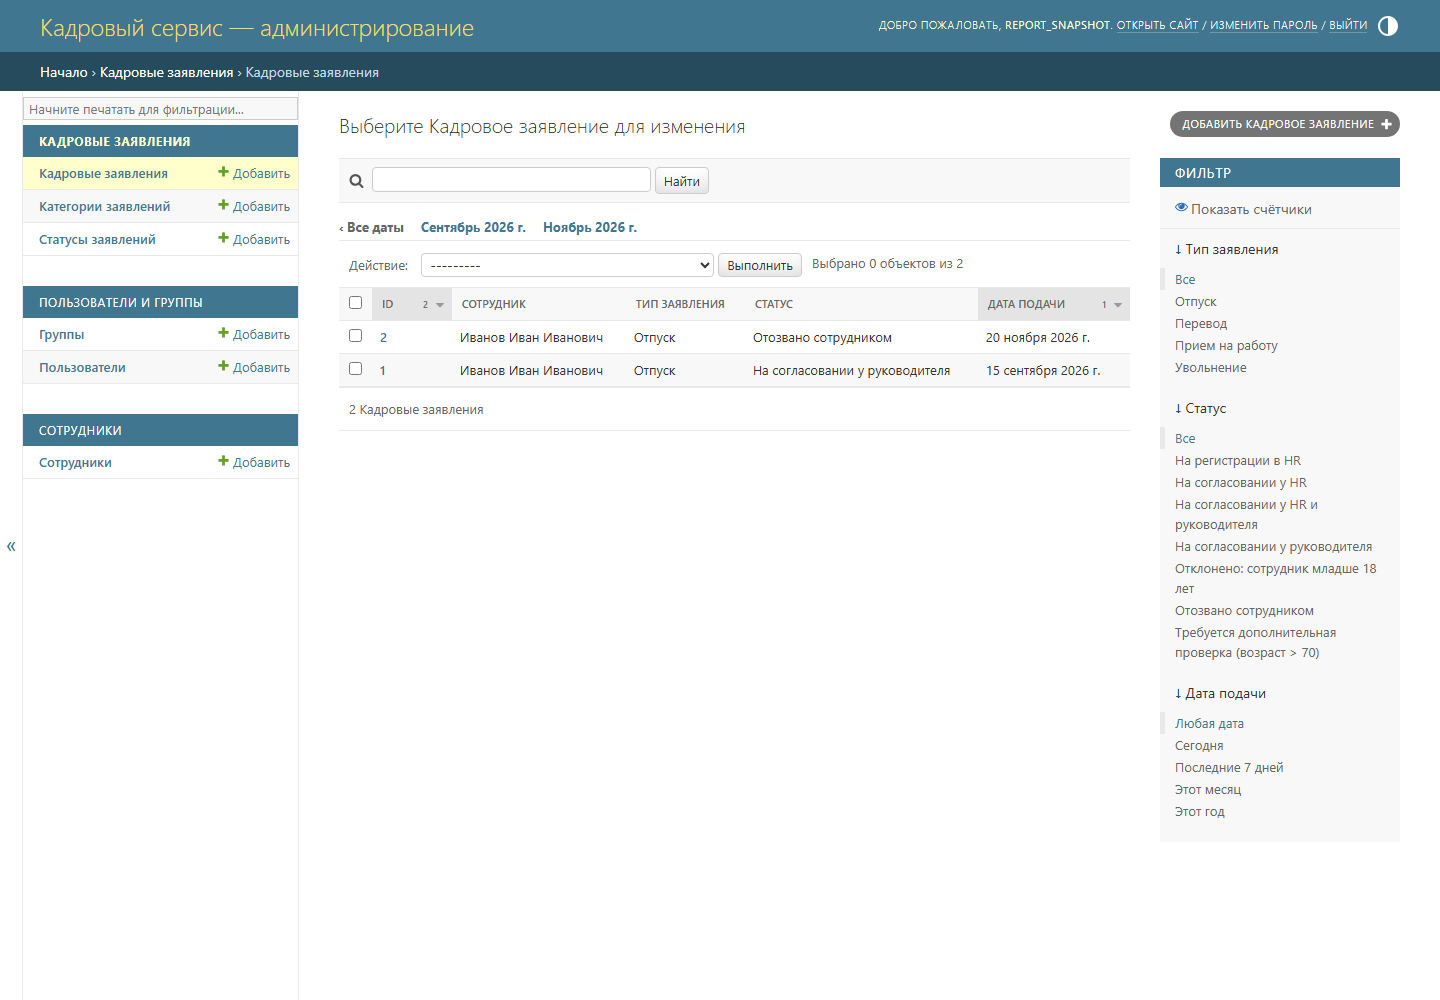 Кадровый сервис — администрирование
ДОБРО ПОЖАЛОВАТЬ, REPORT_SNAPSHOT. ОТКРЫТЬ САЙТ / ИЗМЕНИТЬ ПАРОЛЬ / ВЫЙТИ
Начало › Кадровые заявления › Кадровые заявления
Начните печатать для фильтрации...
КАДРОВЫЕ ЗАЯВЛЕНИЯ
Кадровые заявления Добавить
Категории заявлений Добавить
Статусы заявлений Добавить
ПОЛЬЗОВАТЕЛИ И ГРУППЫ
Группы Добавить
Пользователи Добавить
СОТРУДНИКИ
Сотрудники Добавить
«
Выберите Кадровое заявление для изменения
ДОБАВИТЬ КАДРОВОЕ ЗАЯВЛЕНИЕ
Найти
‹ Все даты Сентябрь 2026 г. Ноябрь 2026 г.
Действие: --------- Выполнить Выбрано 0 объектов из 2
ID 2 СОТРУДНИК ТИП ЗАЯВЛЕНИЯ СТАТУС ДАТА ПОДАЧИ 1
2 Иванов Иван Иванович Отпуск Отозвано сотрудником 20 ноября 2026 г.
1 Иванов Иван Иванович Отпуск На согласовании у руководителя 15 сентября 2026 г.
2 Кадровые заявления
ФИЛЬТР
Показать счётчики
↓ Тип заявления
Все
Отпуск
Перевод
Прием на работу
Увольнение
↓ Статус
Все
На регистрации в HR
На согласовании у HR
На согласовании у HR и
руководителя
На согласовании у руководителя
Отклонено: сотрудник младше 18
лет
Отозвано сотрудником
Требуется дополнительная
проверка (возраст > 70)
↓ Дата подачи
Любая дата
Сегодня
Последние 7 дней
Этот месяц
Этот год